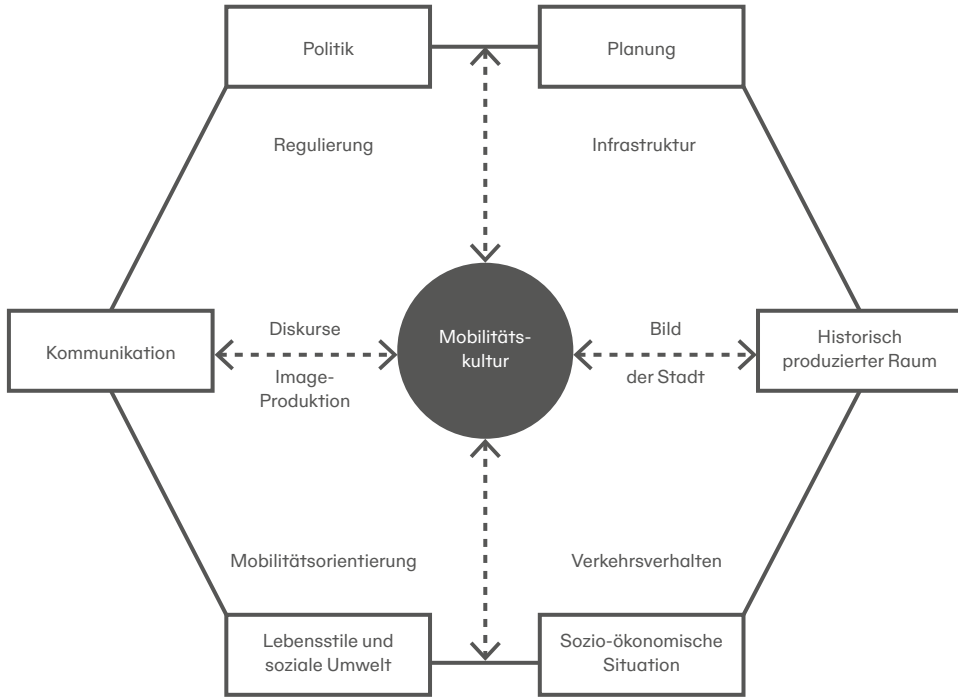 Politik
Planung
Regulierung
Infrastruktur
Kommunikation
Diskurse
Image-
Produktion
Mobilitäts-
kultur
Bild
der Stadt
Historisch
produzierter Raum
Mobilitätsorientierung
Verkehrsverhalten
Lebensstile und
soziale Umwelt
Sozio-ökonomische
Situation